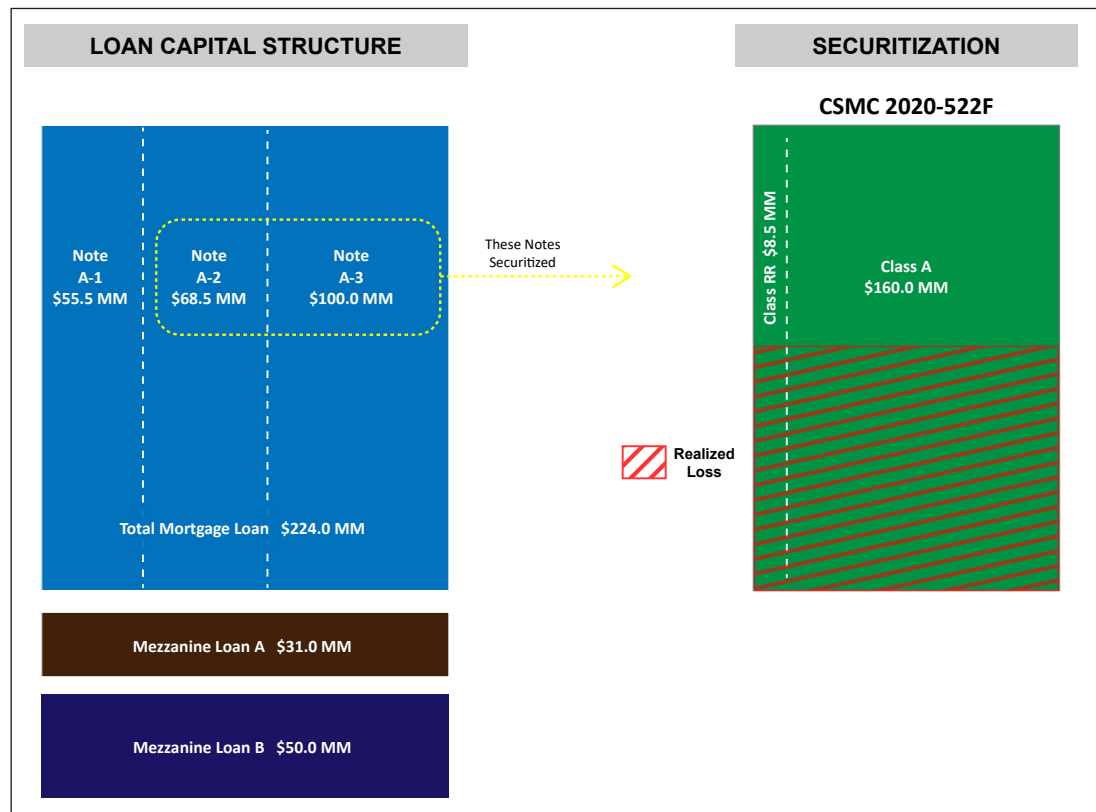 LOAN CAPITAL STRUCTURE
SECURITIZATION
CSMC 2020-522F
Note
A-1
$55.5 MM
Note
A-2
$68.5 MM
Note
A-3
$100.0 MM
These Notes
Securitized
Class RR $8.5 MM
Class A
$160.0 MM
Realized
Loss
Total Mortgage Loan $224.0 MM
Mezzanine Loan A $31.0 MM
Mezzanine Loan B $50.0 MM